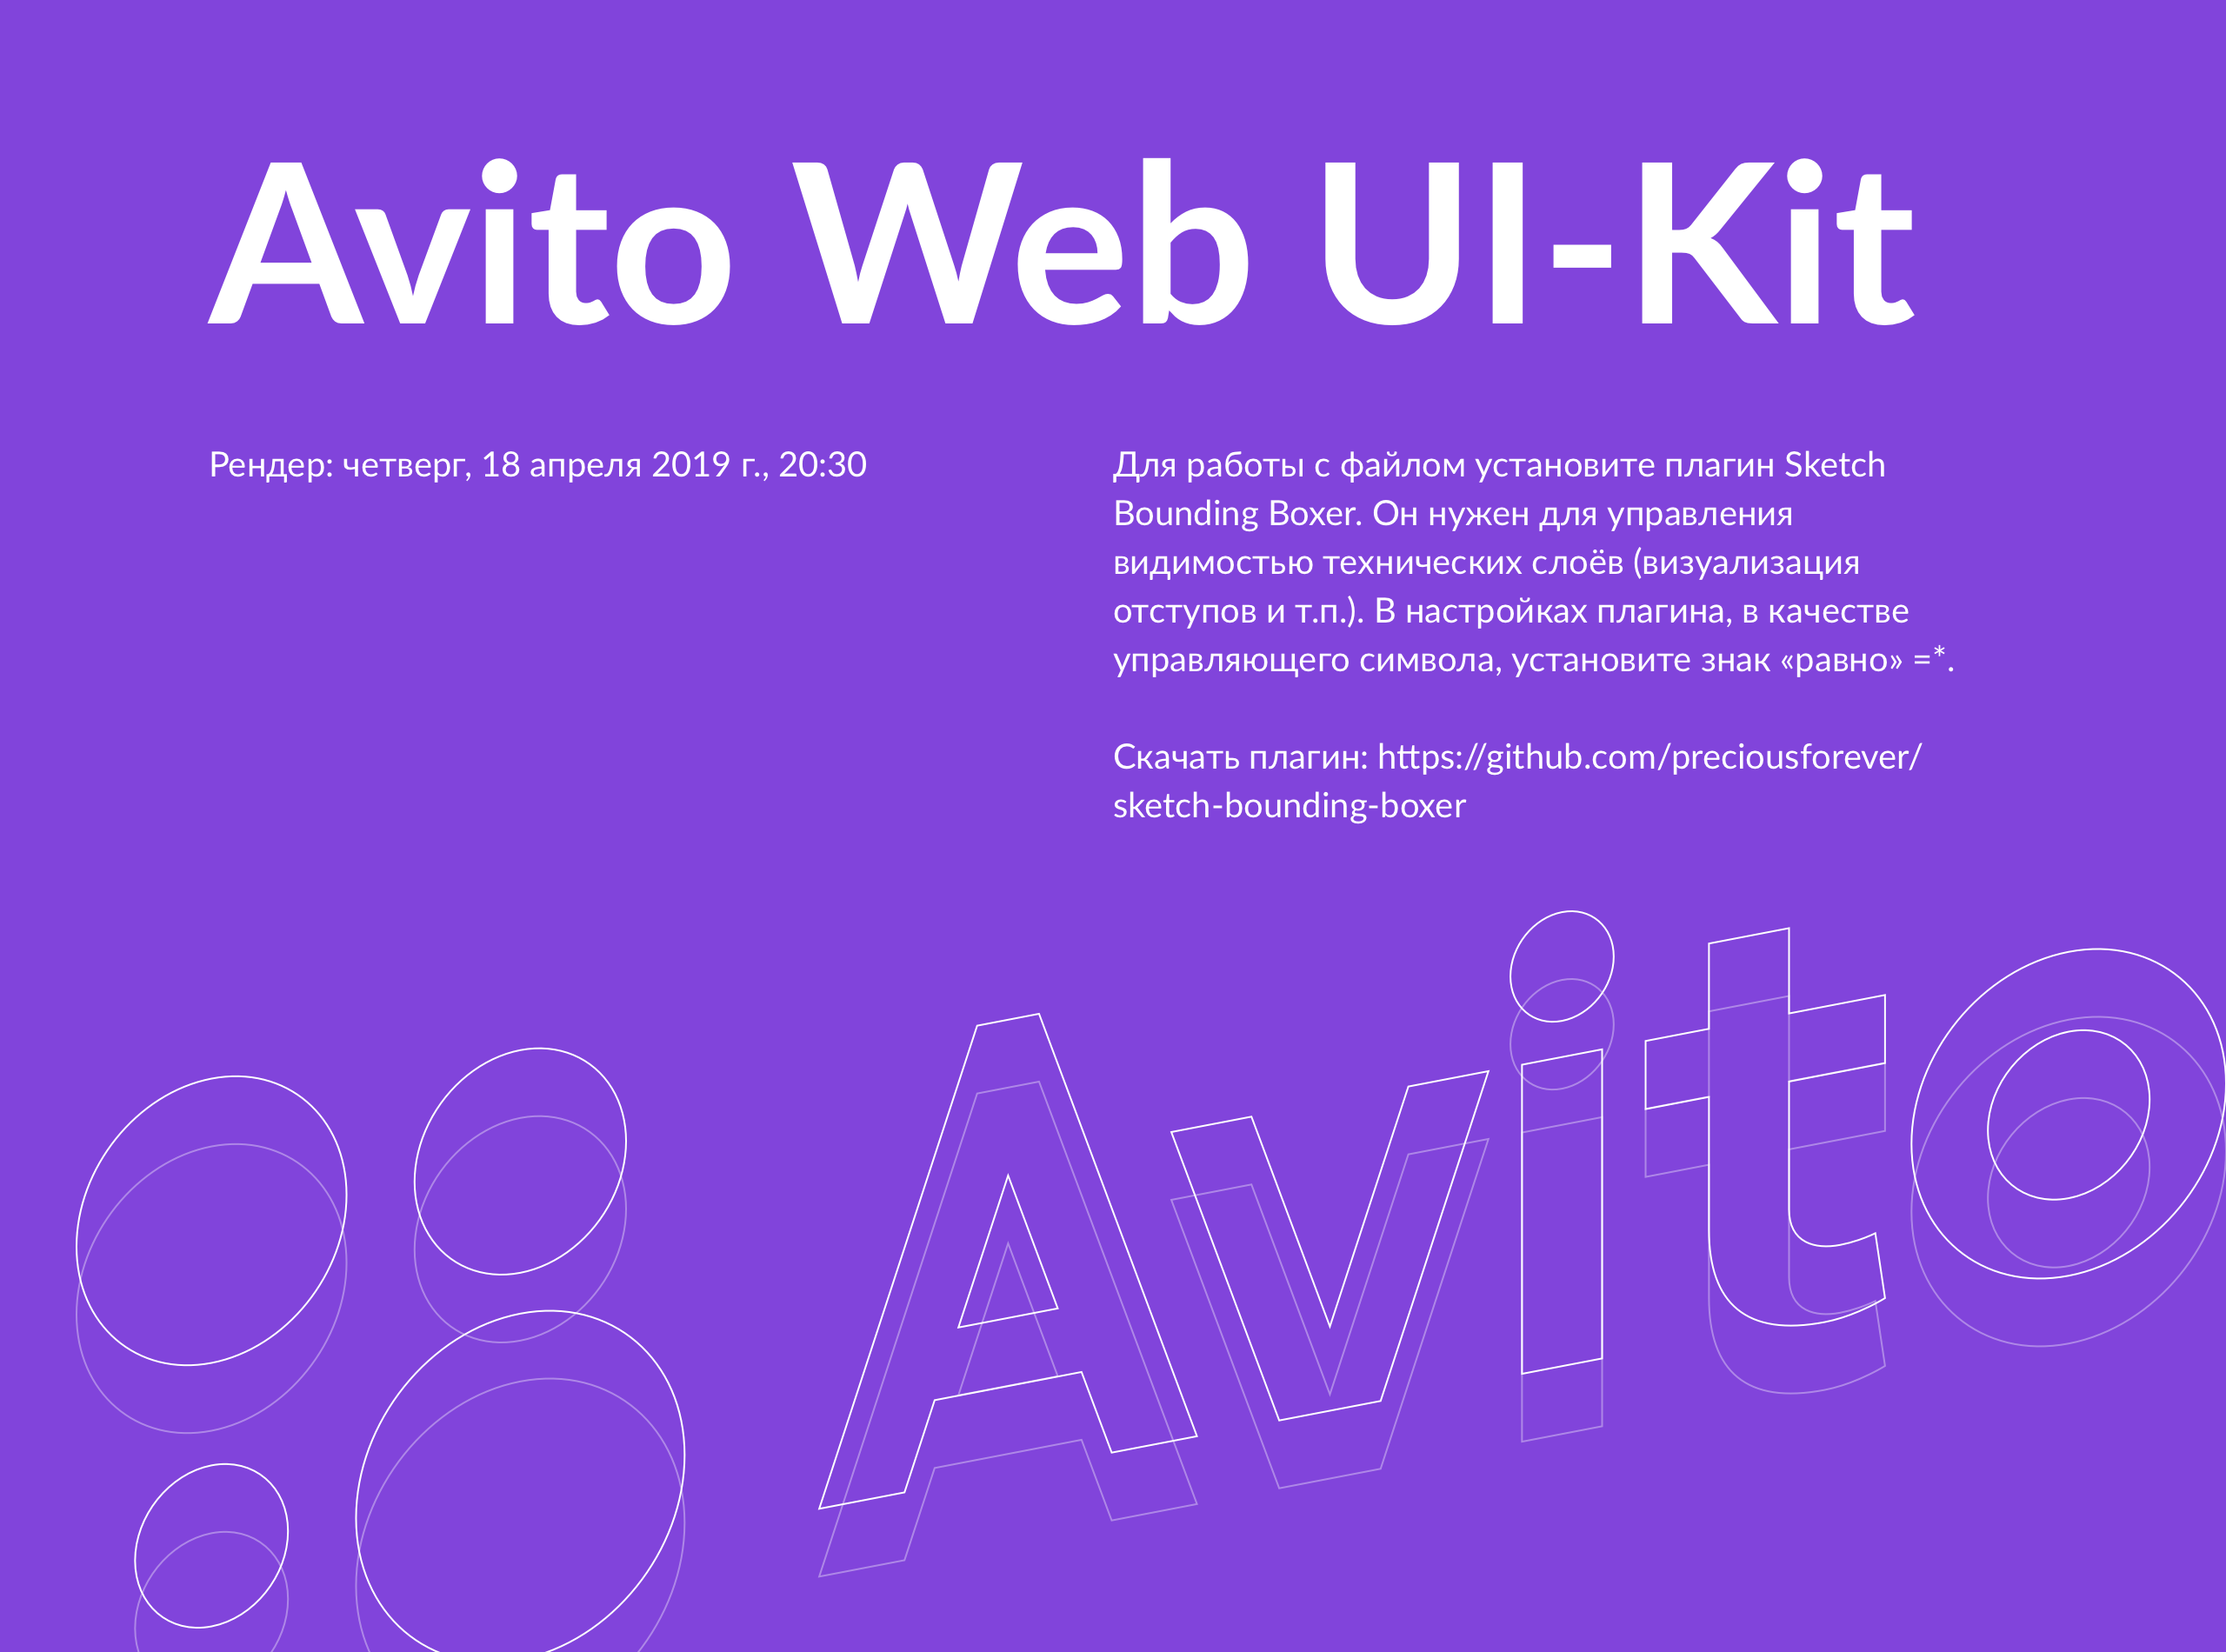 Avito Web UI-Kit
Рендер: четверг, 18 апреля 2019 г., 20:30
Для работы с файлом установите плагин Sketch
Bounding Boxer. Он нужен для управления
видимостью технических слоёв (визуализация
отступов и т.п.). В настройках плагина, в качестве
управляющего символа, установите знак «равно» =*.
Скачать плагин: https://github.com/preciousforever/
sketch-bounding-boxer
Avito